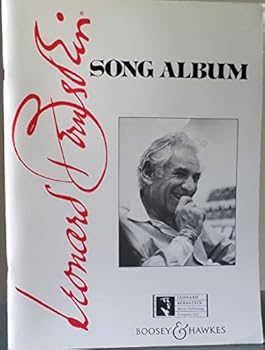 Leonard Bernstein
SONG ALBUM
LEONARD
BERNSTEIN
Music Publishing
Company LLC
BOOSEY & HAWKES